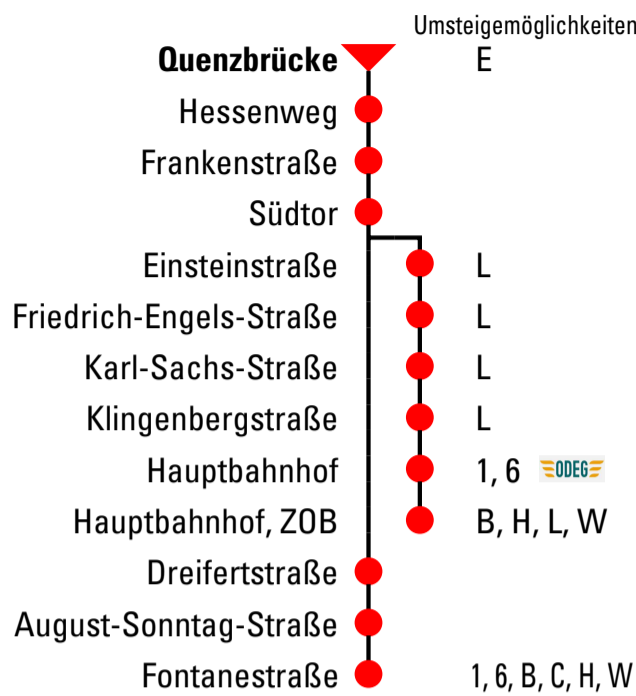 Umsteigemöglichkeiten
Quenzbrücke E
Hessenweg
Frankenstraße
Südtor
Einsteinstraße L
Friedrich-Engels-Straße L
Karl-Sachs-Straße L
Klingenbergstraße L
Hauptbahnhof 1, 6 ODEG
Hauptbahnhof, ZOB B, H, L, W
Dreifertstraße
August-Sonntag-Straße
Fontanestraße 1, 6, B, C, H, W